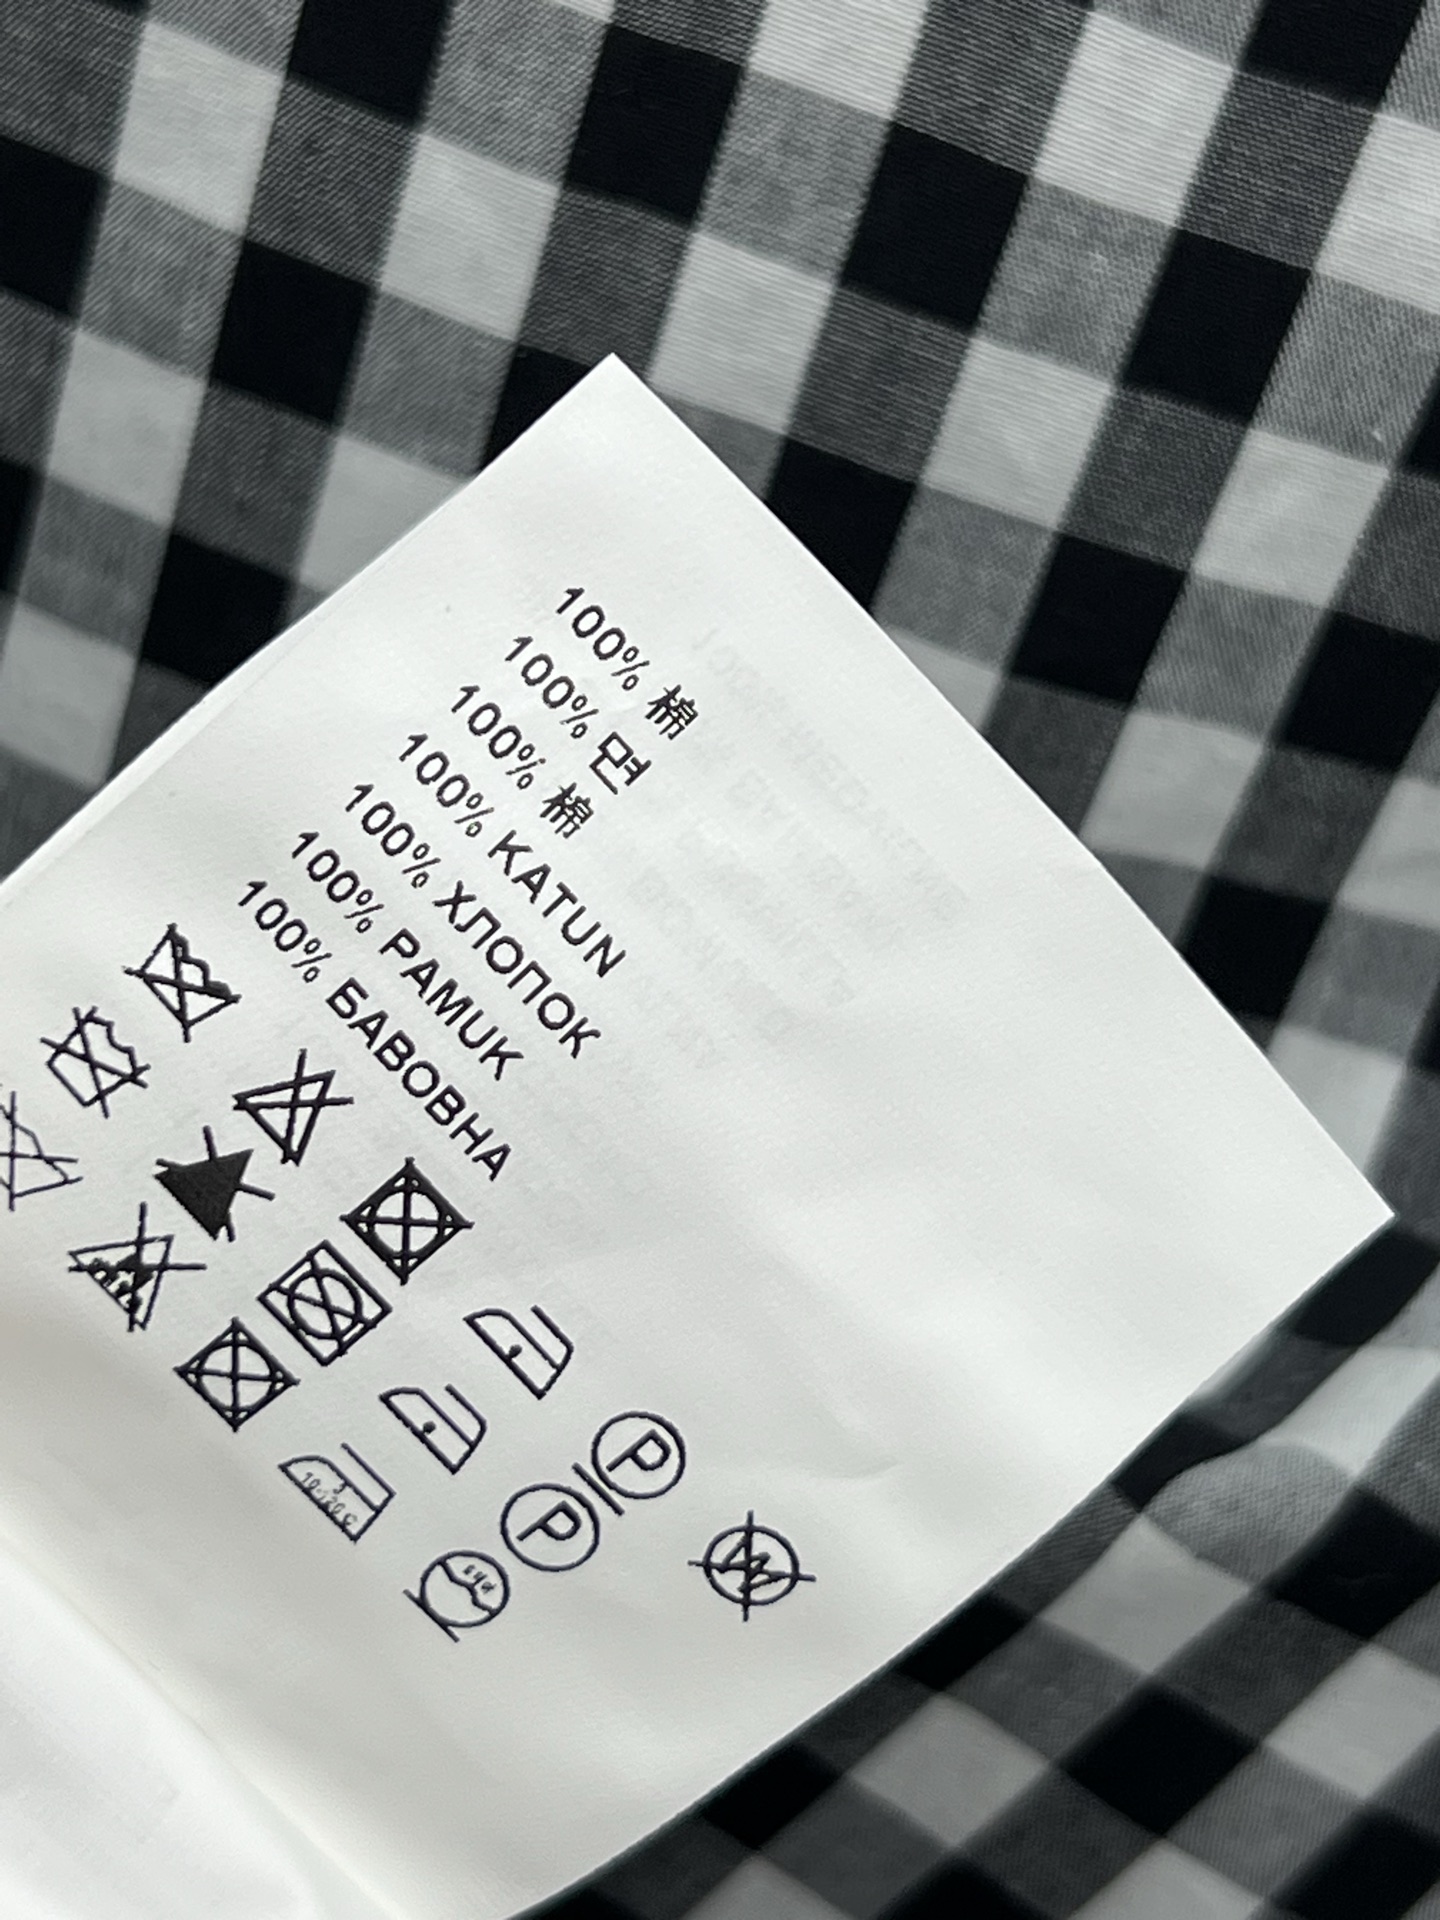 100% 棉
100% 면
100% 棉
100% KATUN
100% ХЛОПОК
100% PAMUK
100% БАВОВНА
P
P
W